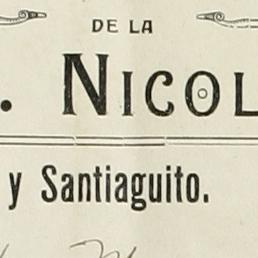 DE LA
. NICOL
y Santiaguito.